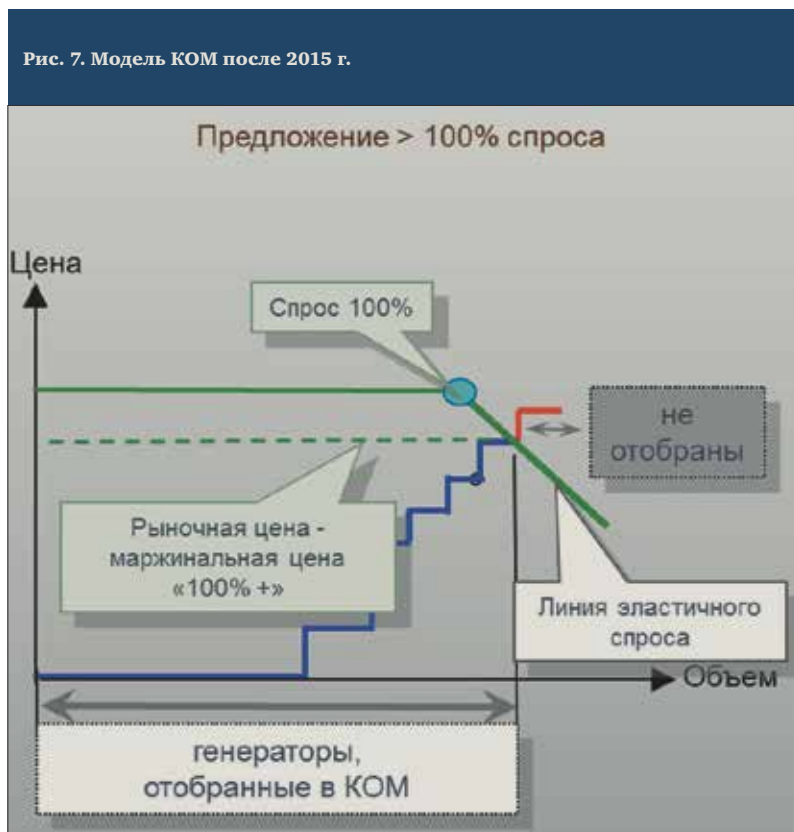 Рис. 7. Модель КОМ после 2015 г.
Предложение > 100% спроса
Цена
Спрос 100%
не
отобраны
Рыночная цена -
маржинальная цена
«100% +»
Линия эластичного
спроса
Объем
генераторы,
отобранные в КОМ